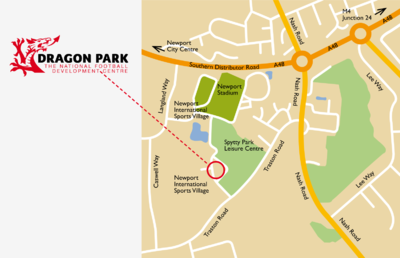 DRAGON PARK
THE NATIONAL FOOTBALL
DEVELOPMENT CENTRE
M4
Junction 24
A48
Nash Road
Newport
City Centre
Southern Distributor Road
A48
A48
Langland Way
Newport
Stadium
Lee Way
Newport
International
Sports Village
Spytty Park
Leisure Centre
Traston Road
Nash Road
Caswell Way
Newport
International
Sports Village
Lee Way
Traston Road
Nash Road